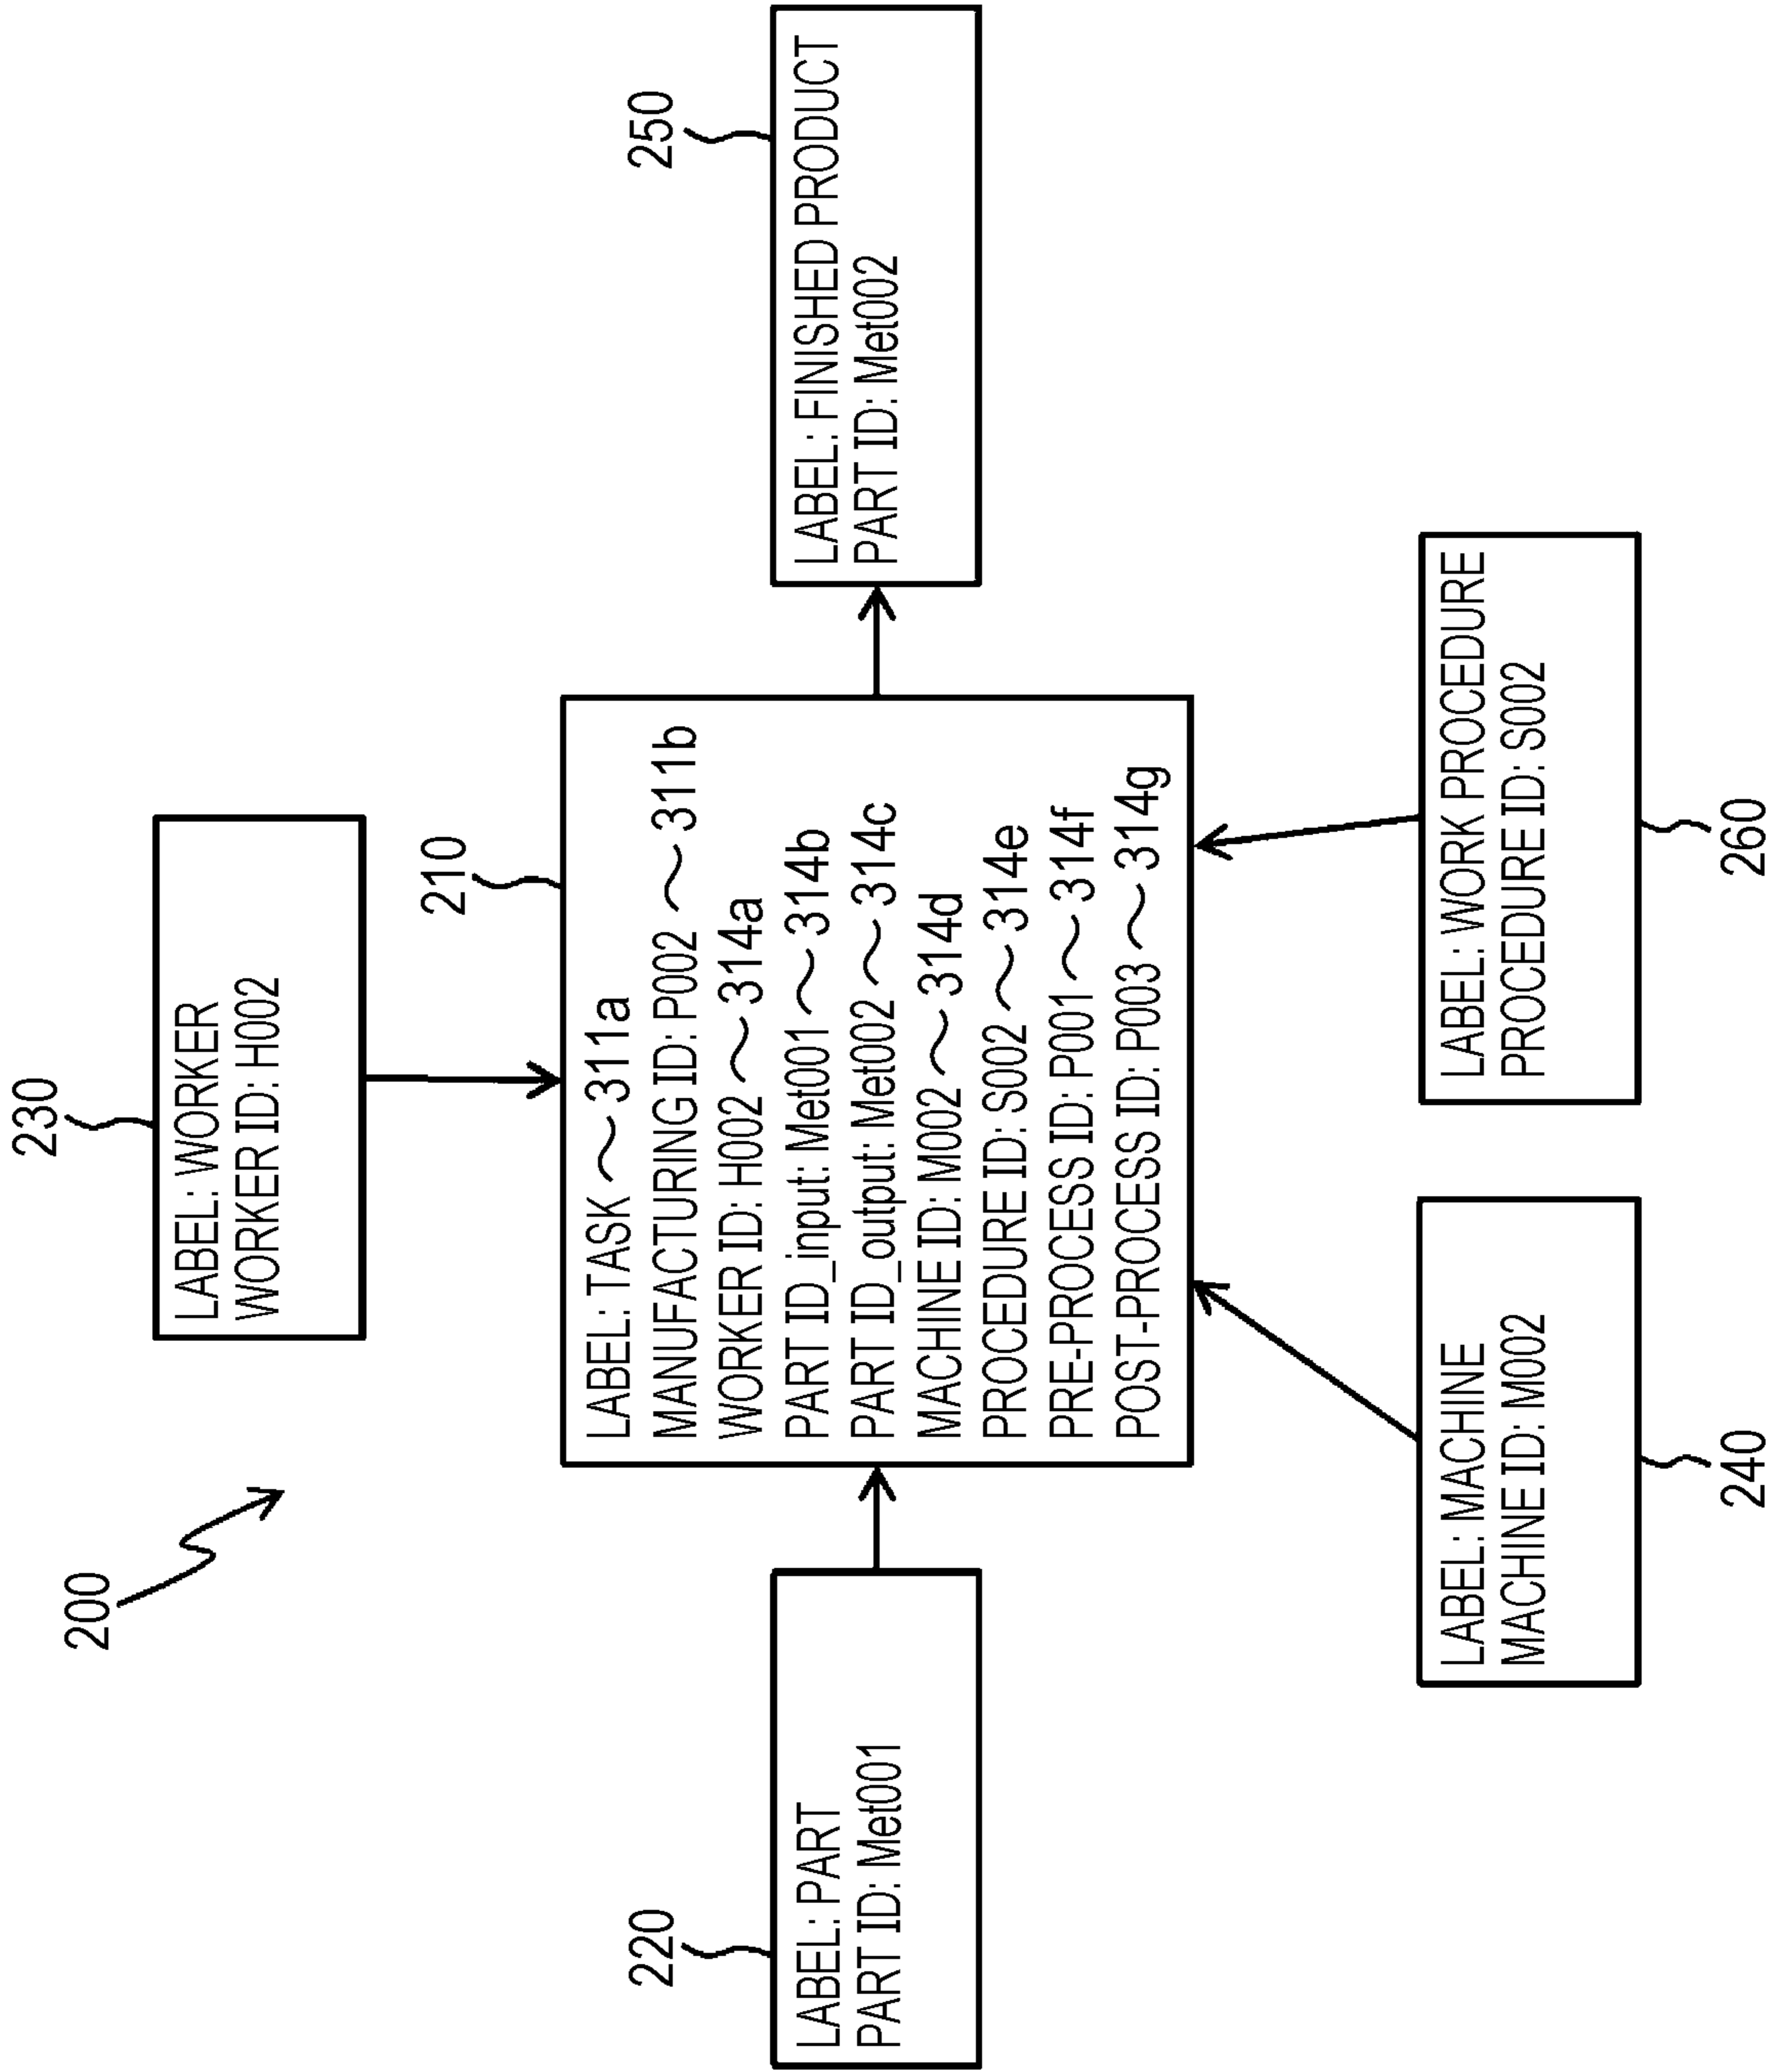 200
230
LABEL: WORKER
WORKER ID: H002
210
LABEL: TASK ~ 311a
MANUFACTURING ID: P002 ~ 311b
WORKER ID: H002 ~ 314a
PART ID_input: Met001 ~ 314b
PART ID_output: Met002 ~ 314c
MACHINE ID: M002 ~ 314d
PROCEDURE ID: S002 ~ 314e
PRE-PROCESS ID: P001 ~ 314f
POST-PROCESS ID: P003 ~ 314g
220
LABEL: PART
PART ID: Met001
250
LABEL: FINISHED PRODUCT
PART ID: Met002
LABEL: MACHINE
MACHINE ID: M002
240
LABEL: WORK PROCEDURE
PROCEDURE ID: S002
260